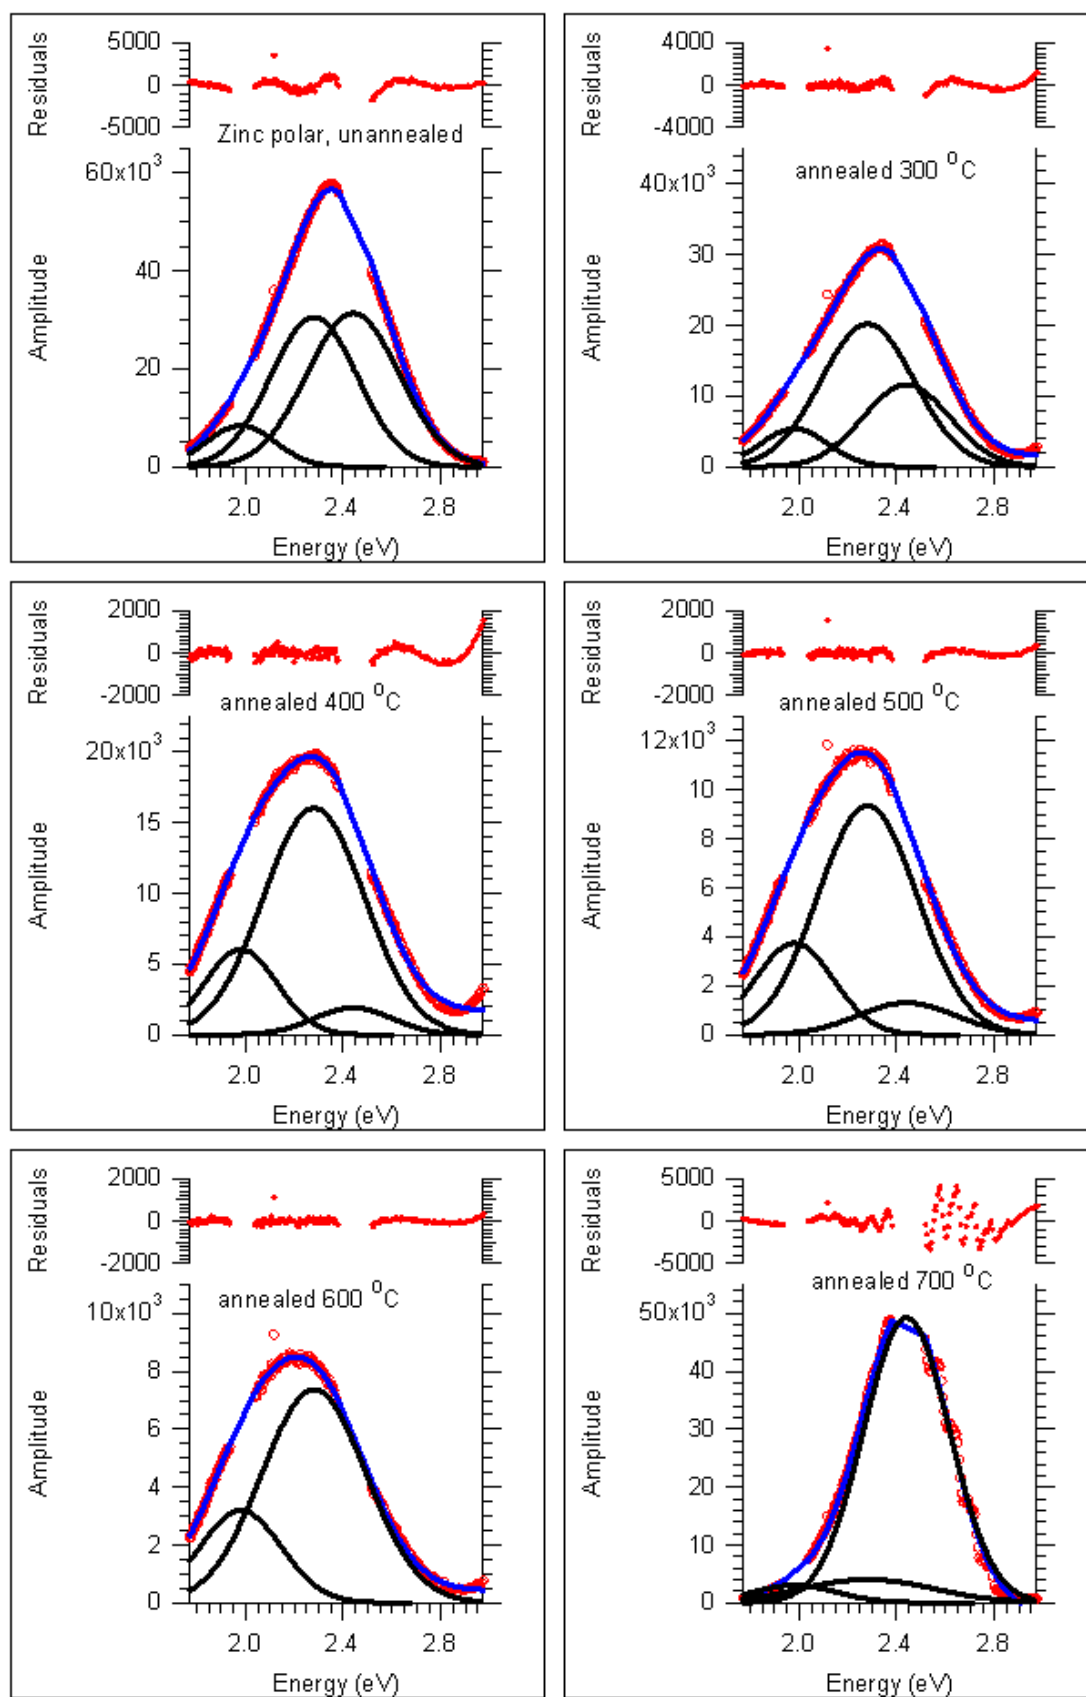 Residuals
5000
0
-5000
Zinc polar, unannealed
Amplitude
60x10³
40
20
0
2.0 2.4 2.8
Energy (eV)
Residuals
4000
0
-4000
annealed 300 ⁰C
Amplitude
40x10³
30
20
10
0
2.0 2.4 2.8
Energy (eV)
Residuals
2000
0
-2000
annealed 400 ⁰C
Amplitude
20x10³
15
10
5
0
2.0 2.4 2.8
Energy (eV)
Residuals
2000
0
-2000
annealed 500 ⁰C
Amplitude
12x10³
10
8
6
4
2
0
2.0 2.4 2.8
Energy (eV)
Residuals
2000
0
-2000
annealed 600 ⁰C
Amplitude
10x10³
8
6
4
2
0
2.0 2.4 2.8
Energy (eV)
Residuals
5000
0
-5000
annealed 700 ⁰C
Amplitude
50x10³
40
30
20
10
0
2.0 2.4 2.8
Energy (eV)